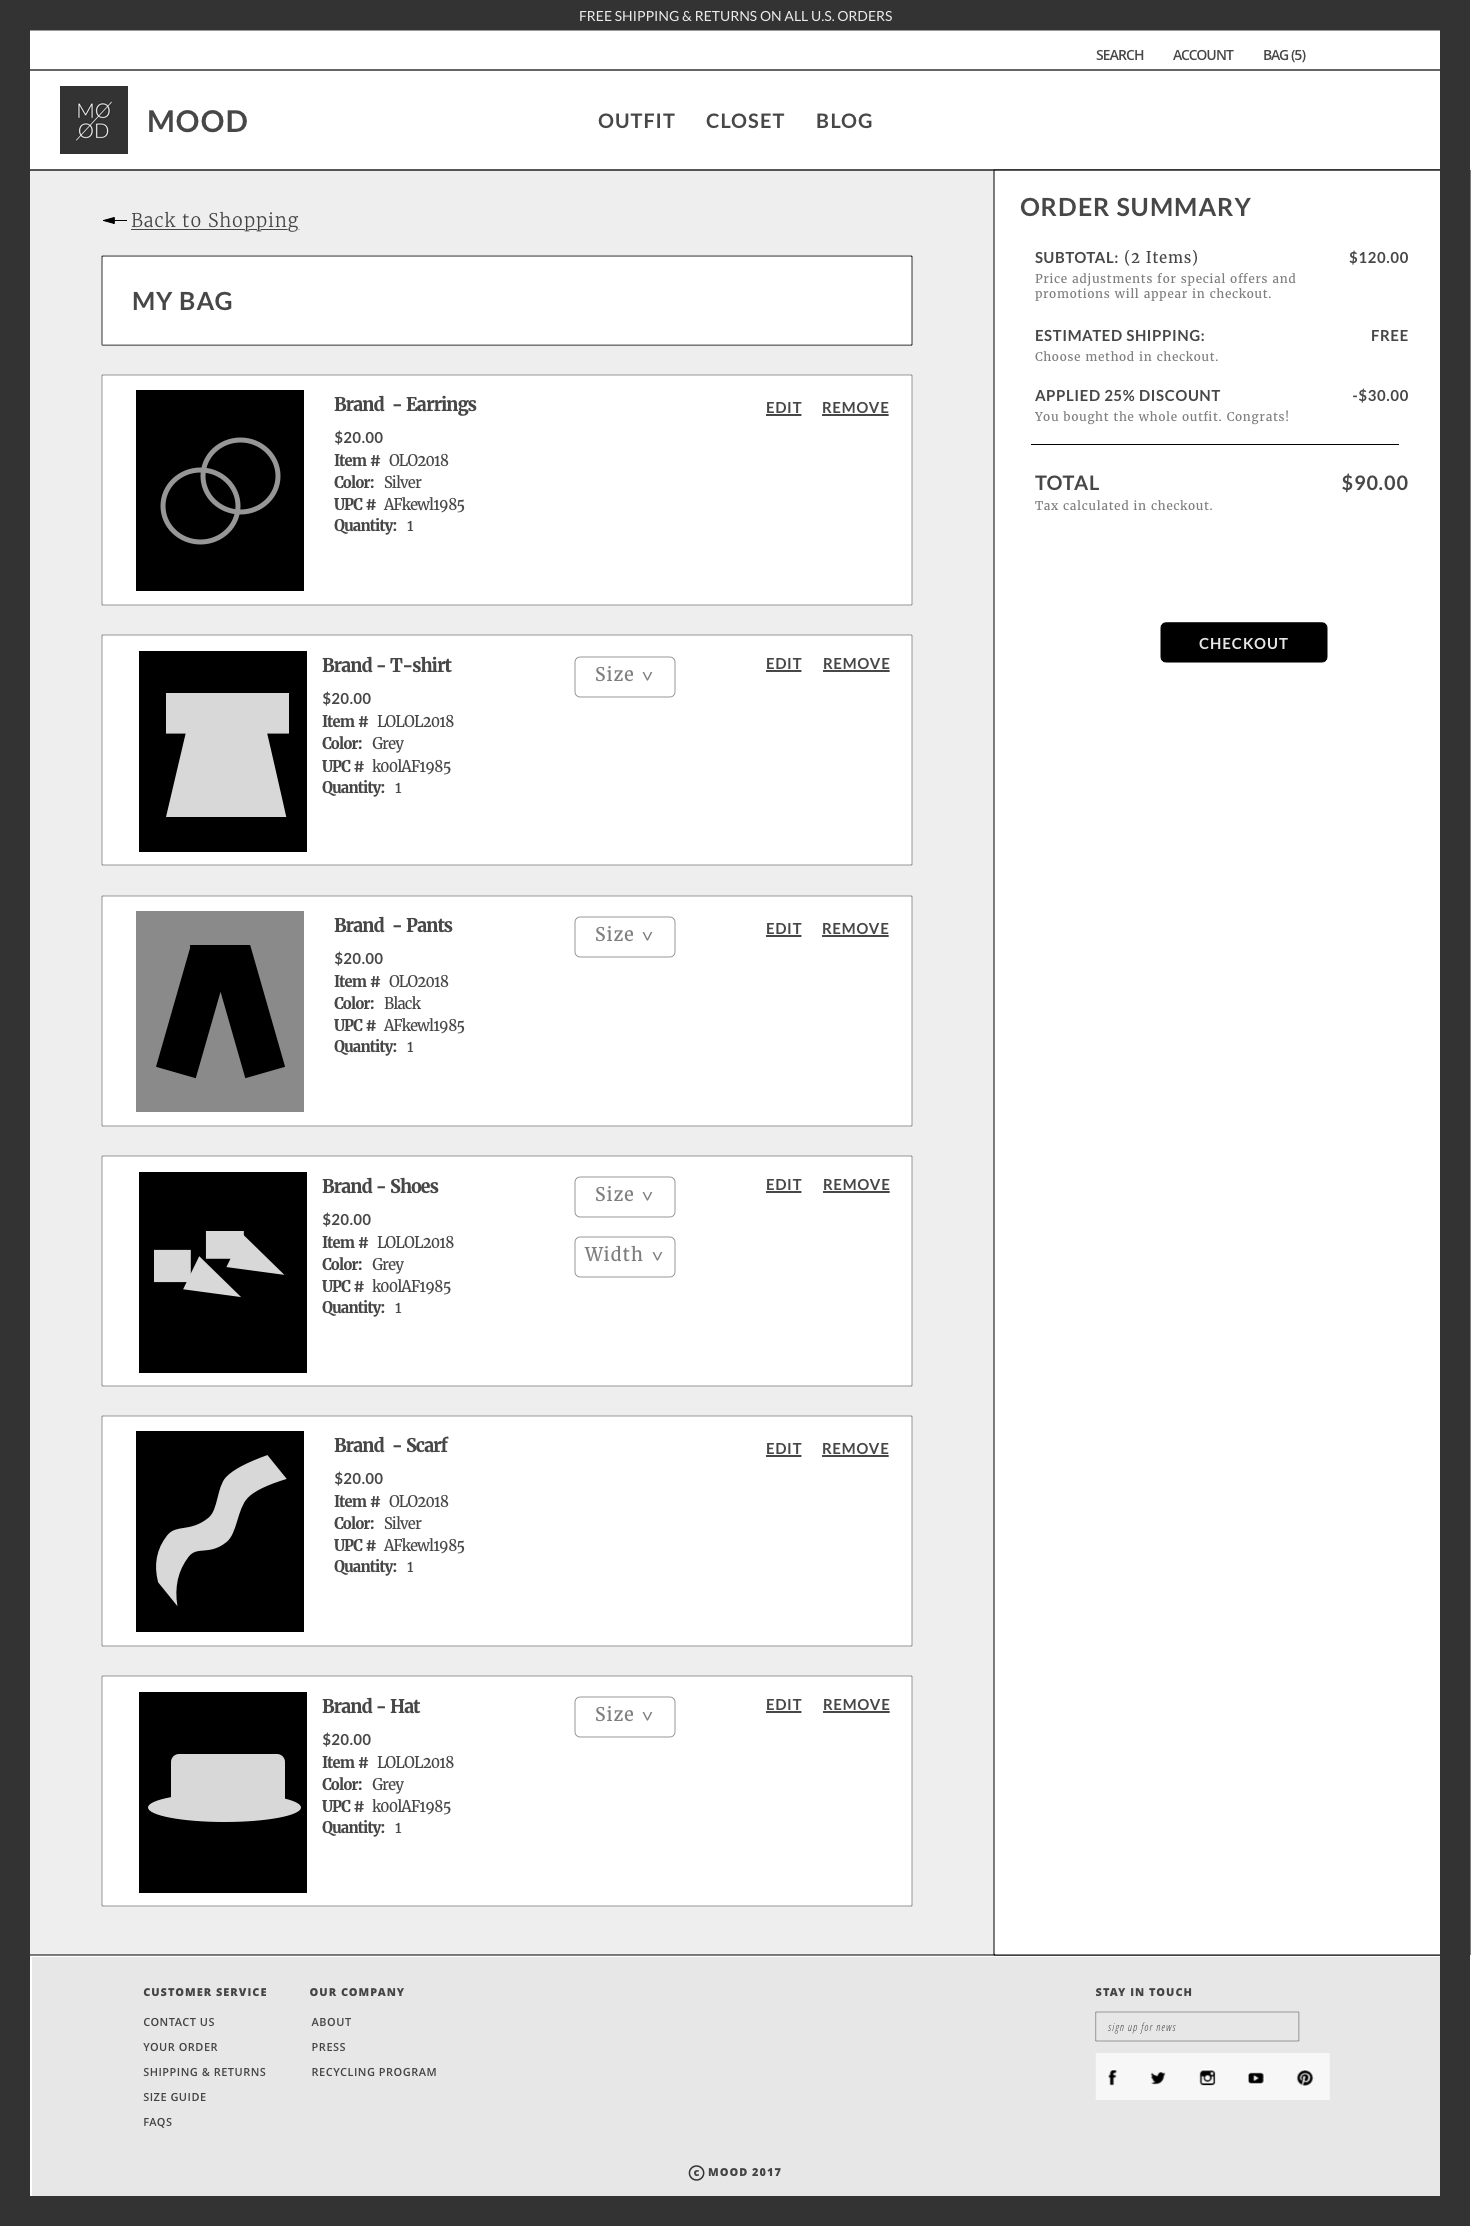 FREE SHIPPING & RETURNS ON ALL U.S. ORDERS
SEARCH ACCOUNT BAG (5)
MØ
ØD
MOOD
OUTFIT CLOSET BLOG
Back to Shopping
MY BAG
Brand - Earrings
EDIT REMOVE
$20.00
Item # OLO2018
Color: Silver
UPC # AFkewl1985
Quantity: 1
Brand - T-shirt
Size v
EDIT REMOVE
$20.00
Item # LOLOL2018
Color: Grey
UPC # k00lAF1985
Quantity: 1
Brand - Pants
Size v
EDIT REMOVE
$20.00
Item # OLO2018
Color: Black
UPC # AFkewl1985
Quantity: 1
Brand - Shoes
Size v
EDIT REMOVE
$20.00
Item # LOLOL2018
Width v
Color: Grey
UPC # k00lAF1985
Quantity: 1
Brand - Scarf
EDIT REMOVE
$20.00
Item # OLO2018
Color: Silver
UPC # AFkewl1985
Quantity: 1
Brand - Hat
Size v
EDIT REMOVE
$20.00
Item # LOLOL2018
Color: Grey
UPC # k00lAF1985
Quantity: 1
ORDER SUMMARY
SUBTOTAL: (2 Items) $120.00
Price adjustments for special offers and
promotions will appear in checkout.
ESTIMATED SHIPPING: FREE
Choose method in checkout.
APPLIED 25% DISCOUNT -$30.00
You bought the whole outfit. Congrats!
TOTAL $90.00
Tax calculated in checkout.
CHECKOUT
CUSTOMER SERVICE
CONTACT US
YOUR ORDER
SHIPPING & RETURNS
SIZE GUIDE
FAQS
OUR COMPANY
ABOUT
PRESS
RECYCLING PROGRAM
STAY IN TOUCH
sign up for news
© MOOD 2017